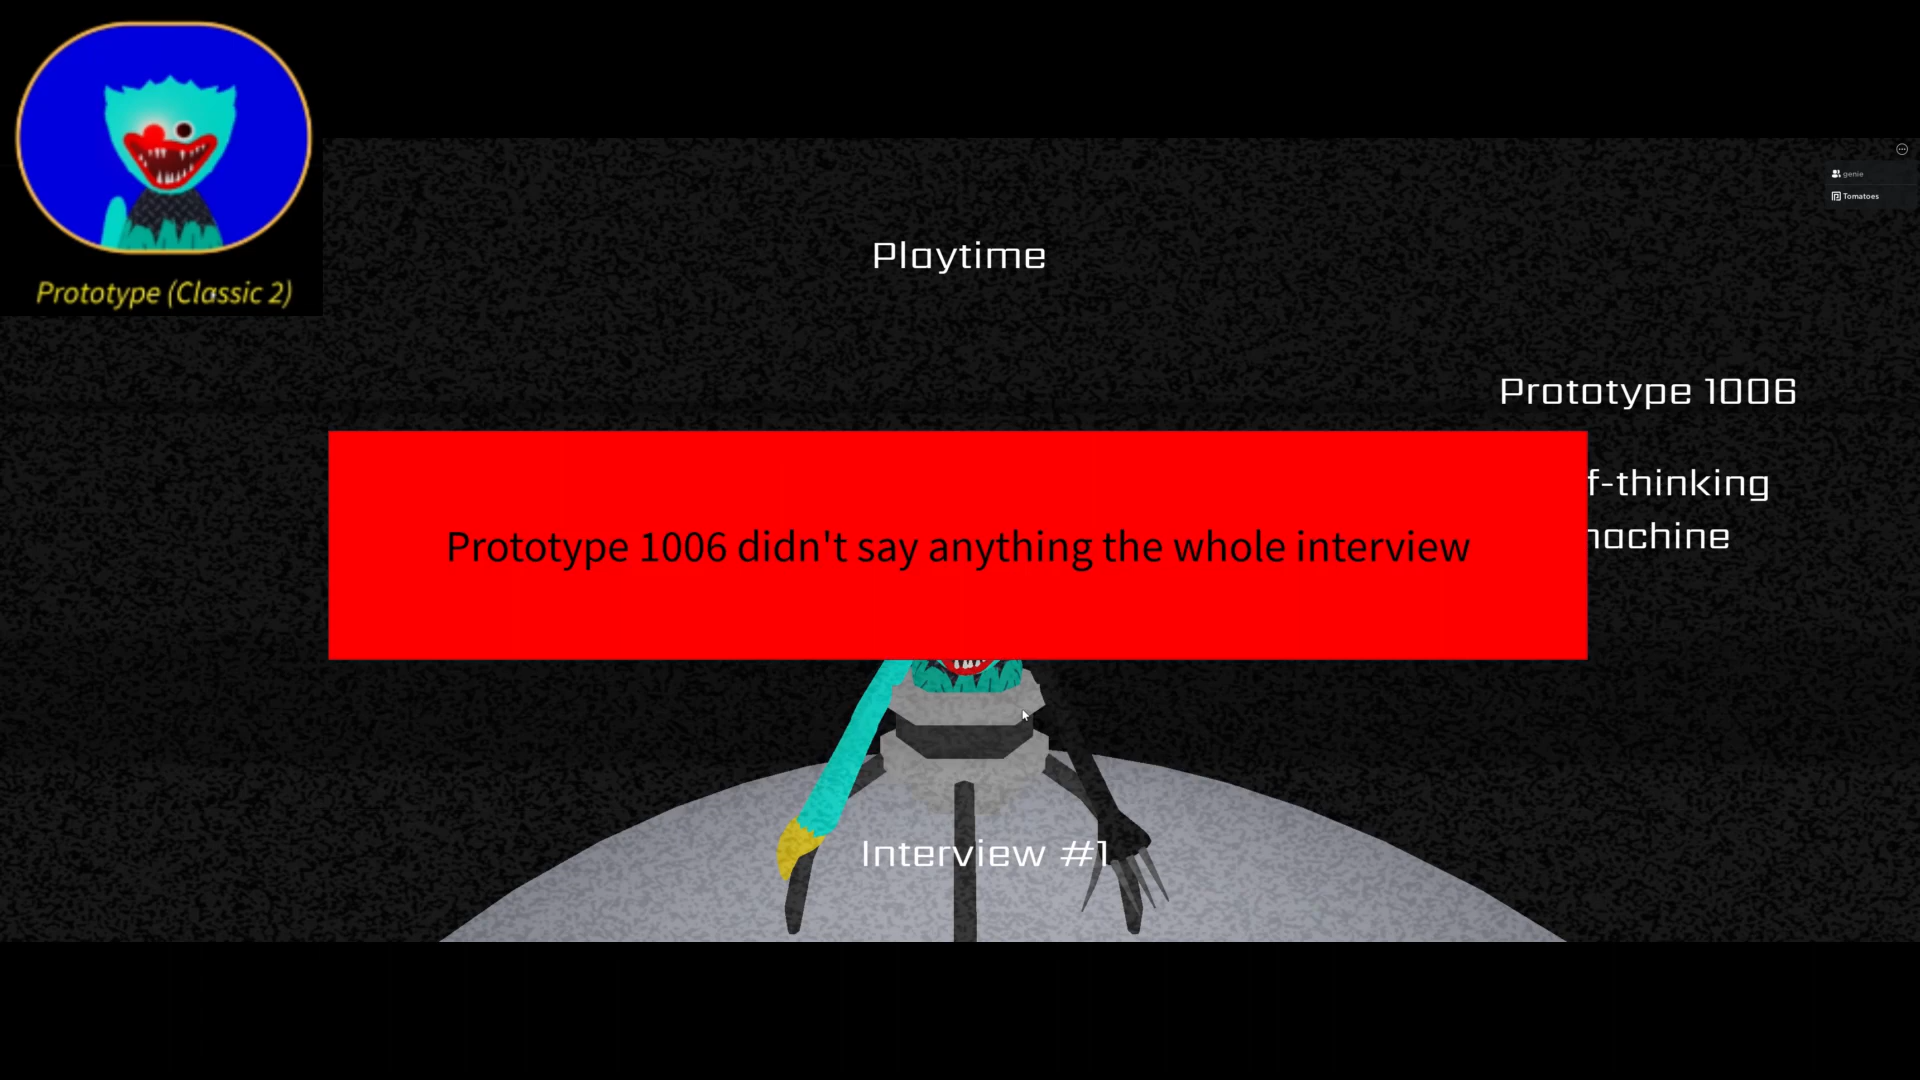 Prototype (Classic 2)
genie
Tomatoes
Playtime
Prototype 1006
f-thinking
achine
Prototype 1006 didn't say anything the whole interview
Interview #1